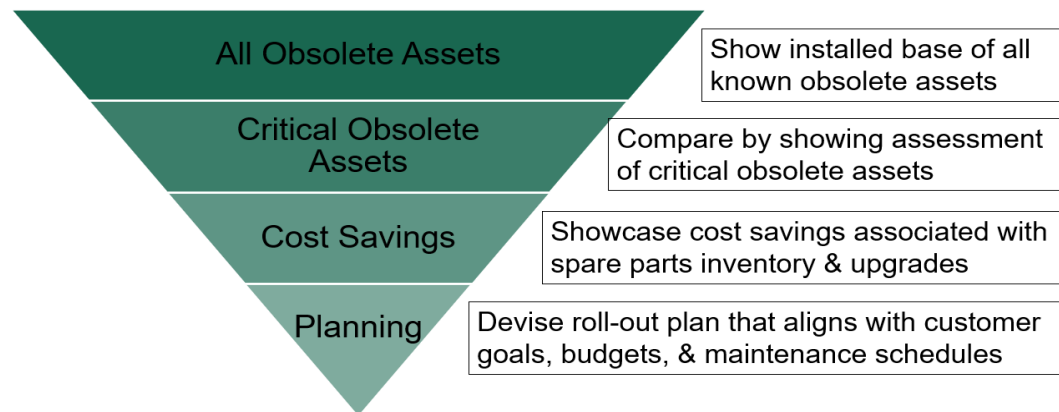 All Obsolete Assets
Show installed base of all
known obsolete assets
Critical Obsolete
Assets
Compare by showing assessment
of critical obsolete assets
Cost Savings
Showcase cost savings associated with
spare parts inventory & upgrades
Planning
Devise roll-out plan that aligns with customer
goals, budgets, & maintenance schedules